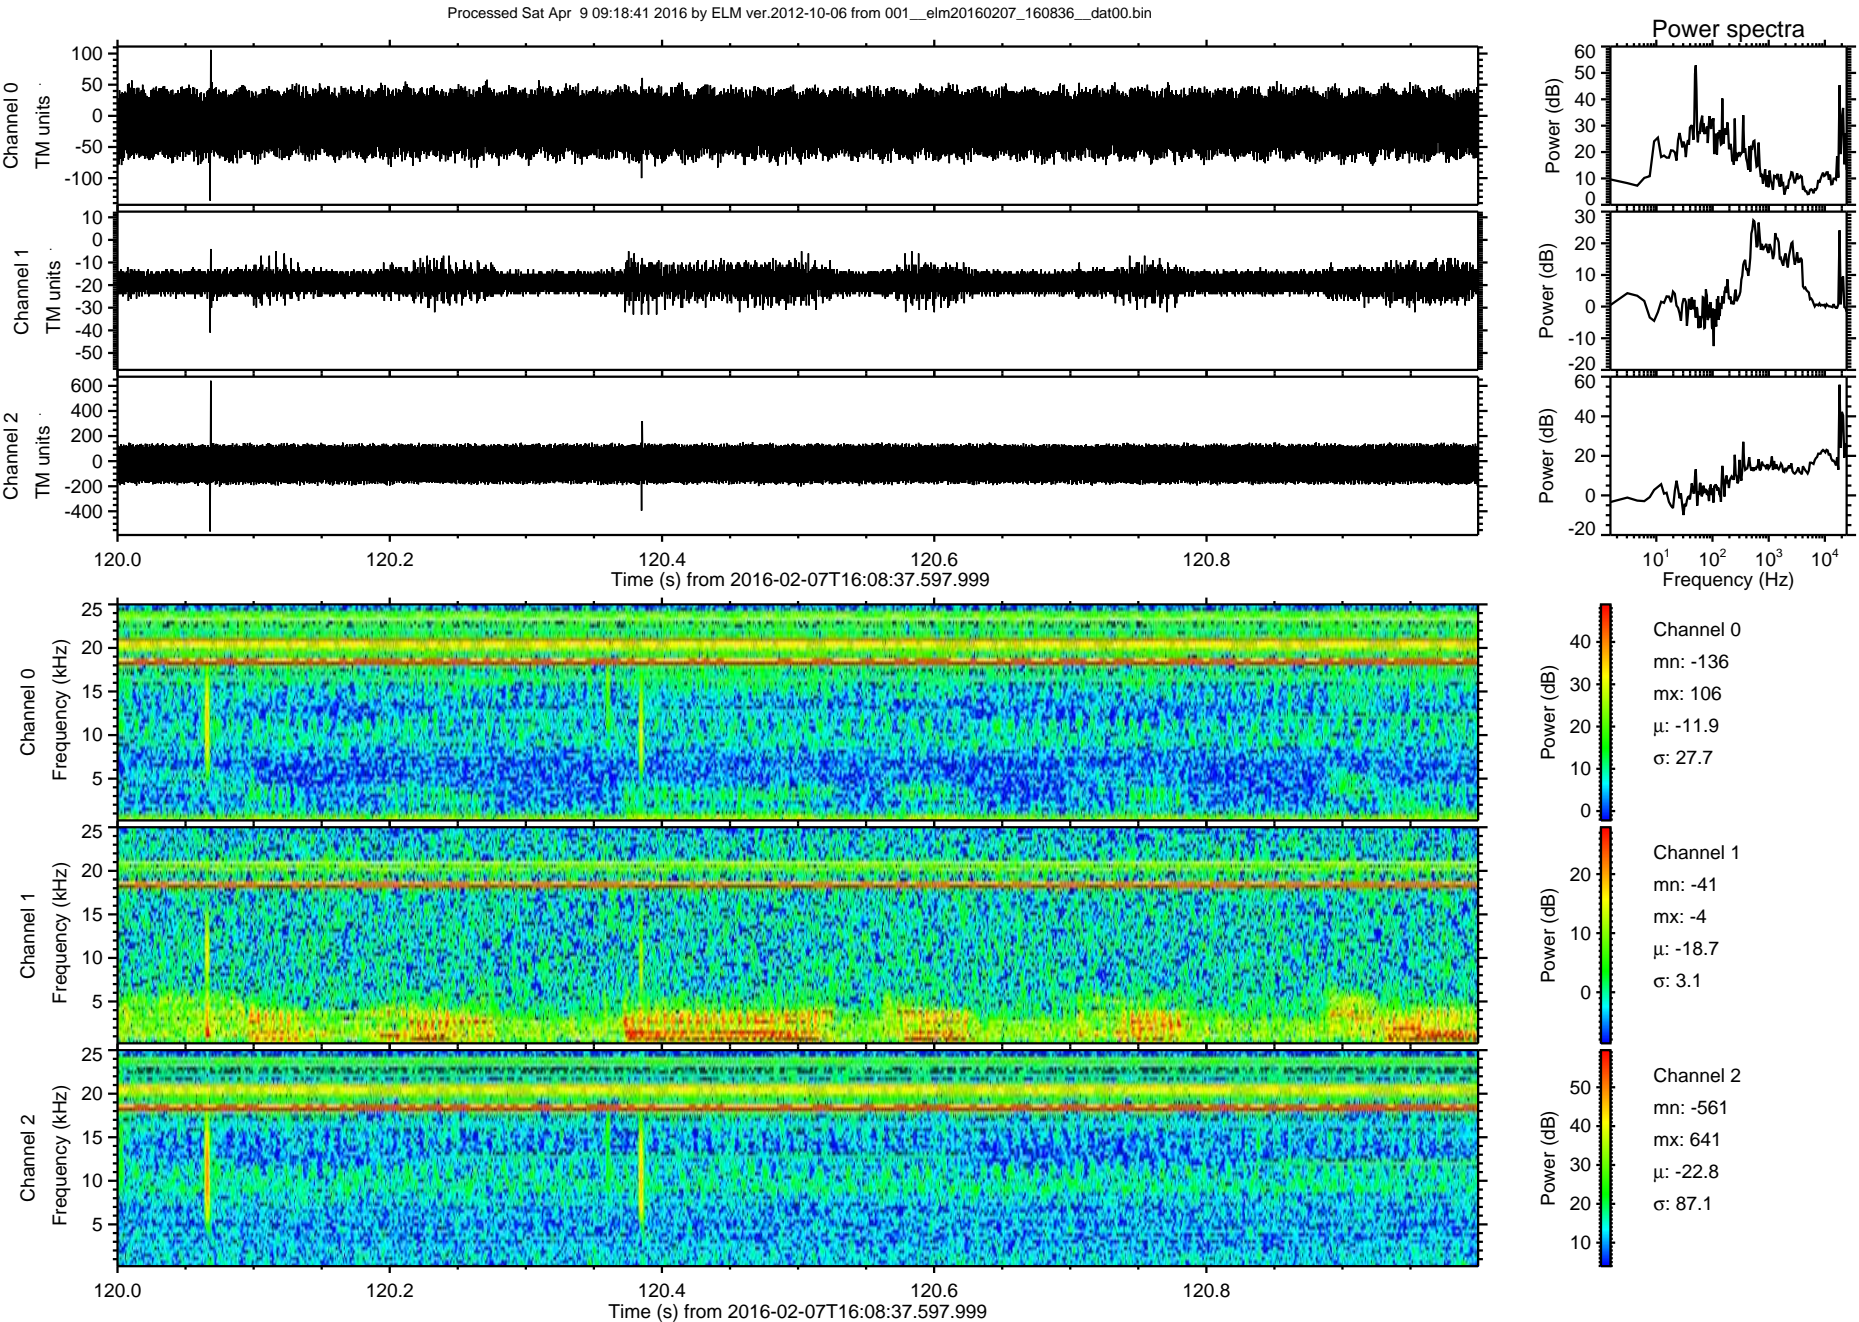 Processed Sat Apr  9 09:18:41 2016 by ELM ver.2012-10-06 from 001__elm20160207_160836__dat00.bin
Power spectra
Channel 0
TM units
100
50
0
-50
-100
Power (dB)
60
50
40
30
20
10
0
Channel 1
TM units
10
0
-10
-20
-30
-40
-50
Power (dB)
30
20
10
0
-10
-20
Channel 2
TM units
600
400
200
0
-200
-400
Power (dB)
60
40
20
0
-20
120.0 120.2 120.4 120.6 120.8
Time (s) from 2016-02-07T16:08:37.597.999
10¹ 10² 10³ 10⁴
Frequency (Hz)
Channel 0
Frequency (kHz)
25
20
15
10
5
Power (dB)
40
30
20
10
0
Channel 0
mn: -136
mx: 106
μ: -11.9
σ: 27.7
Channel 1
Frequency (kHz)
25
20
15
10
5
Power (dB)
20
10
0
Channel 1
mn: -41
mx: -4
μ: -18.7
σ: 3.1
Channel 2
Frequency (kHz)
25
20
15
10
5
Power (dB)
50
40
30
20
10
Channel 2
mn: -561
mx: 641
μ: -22.8
σ: 87.1
120.0 120.2 120.4 120.6 120.8
Time (s) from 2016-02-07T16:08:37.597.999